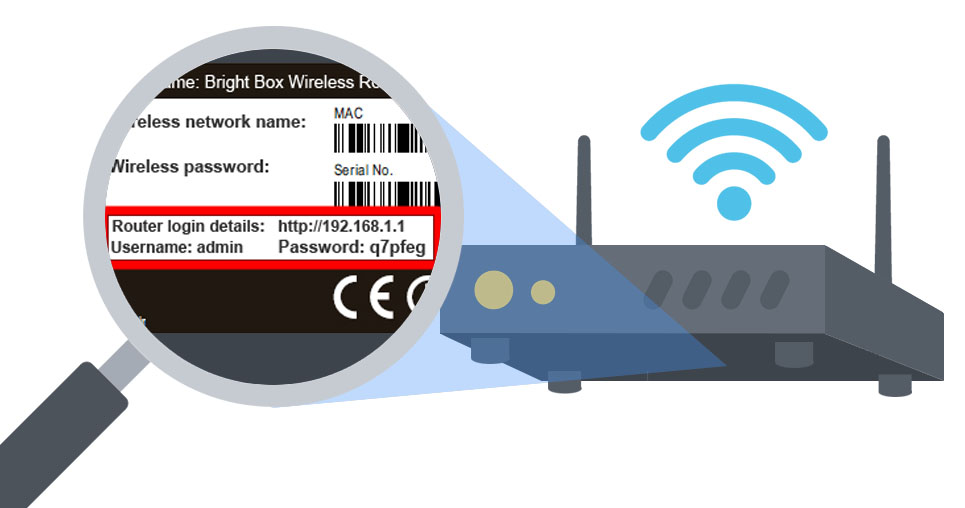 me: Bright Box Wireless Ro
reless network name:
MAC
Wireless password:
Serial No.
Router login details: http://192.168.1.1
Username: admin Password: q7pfeg
CE